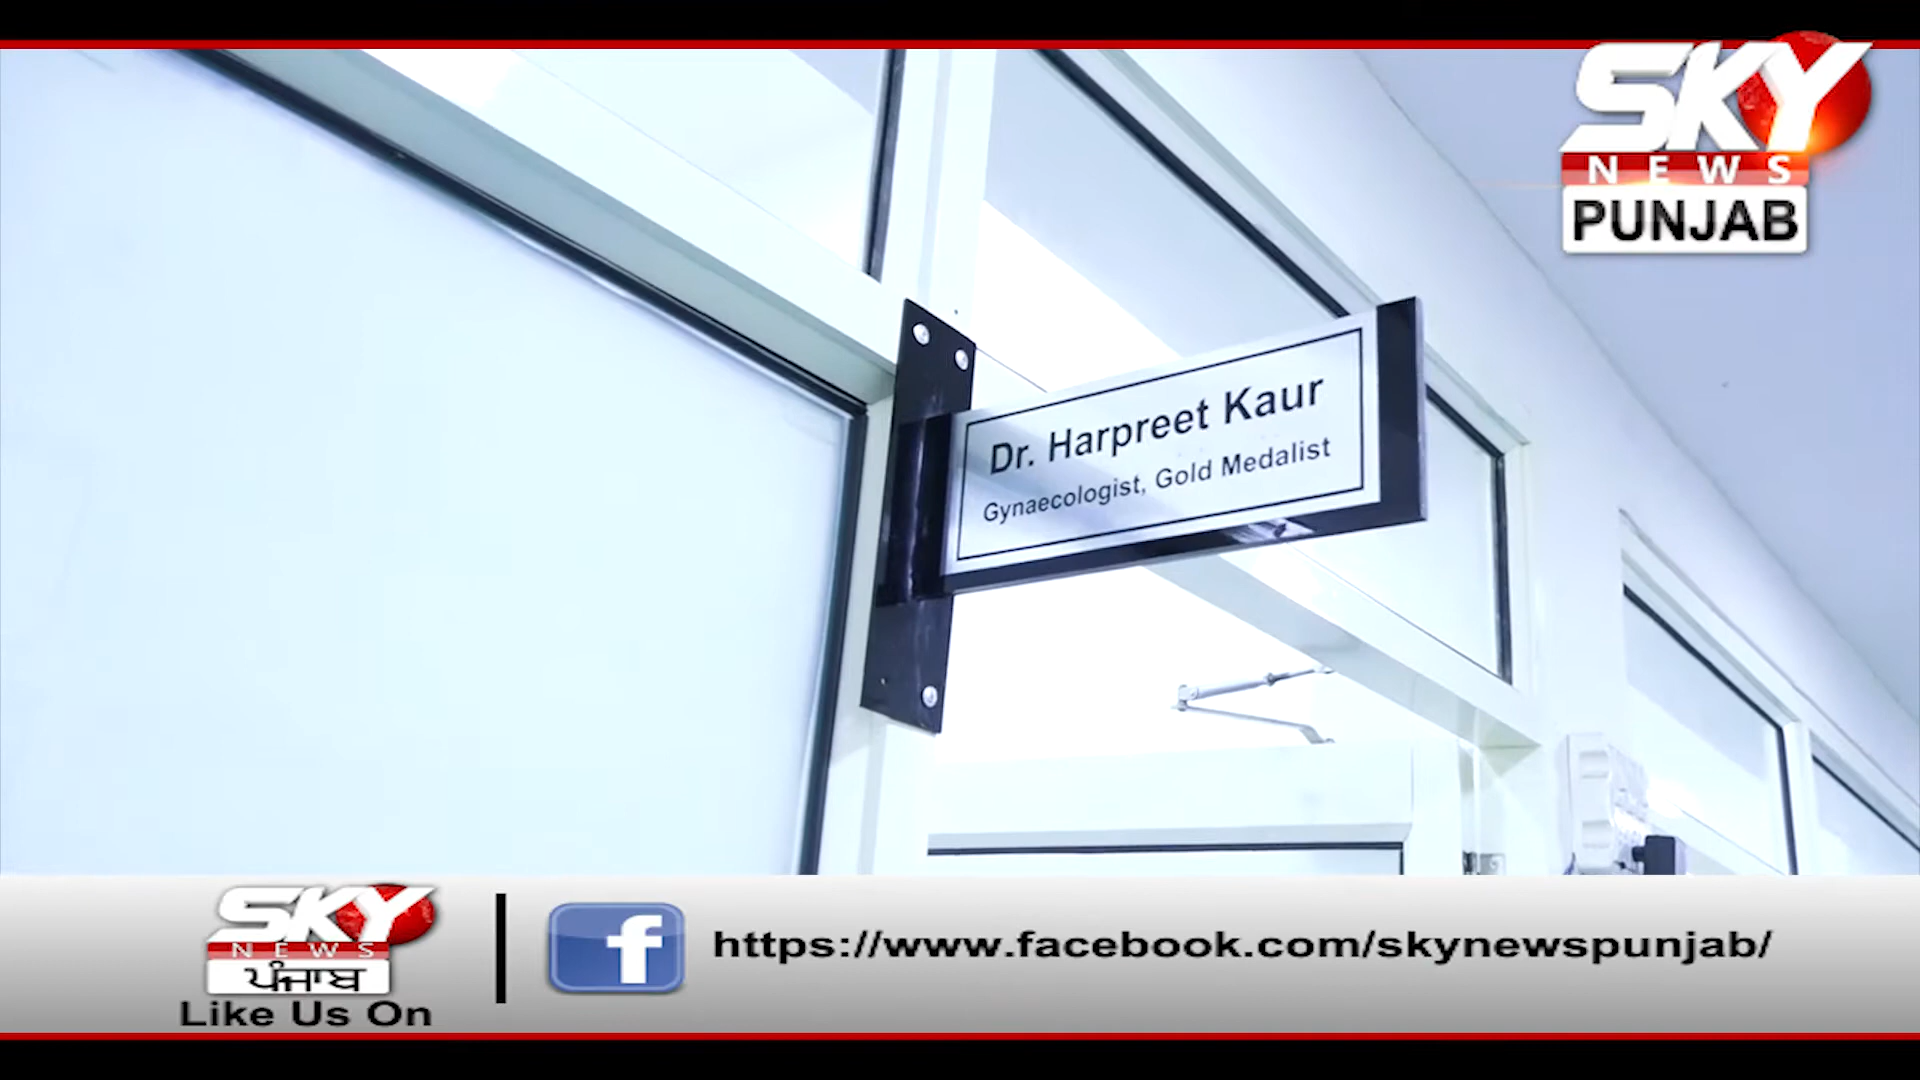 SKY
NEWS
PUNJAB
Dr. Harpreet Kaur
Gynaecologist, Gold Medalist
SKY
NEWS
ਪੰਜਾਬ
Like Us On
f
https://www.facebook.com/skynewspunjab/